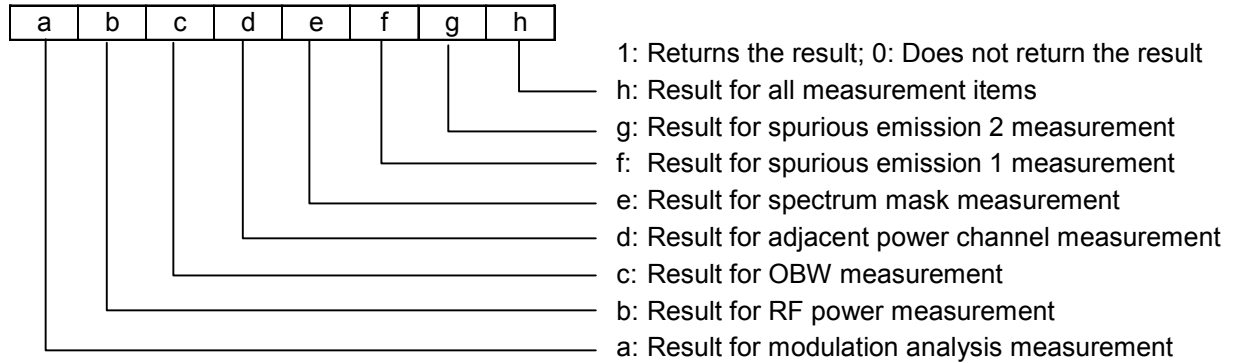 a b c d e f g h
1: Returns the result; 0: Does not return the result
h: Result for all measurement items
g: Result for spurious emission 2 measurement
f: Result for spurious emission 1 measurement
e: Result for spectrum mask measurement
d: Result for adjacent power channel measurement
c: Result for OBW measurement
b: Result for RF power measurement
a: Result for modulation analysis measurement